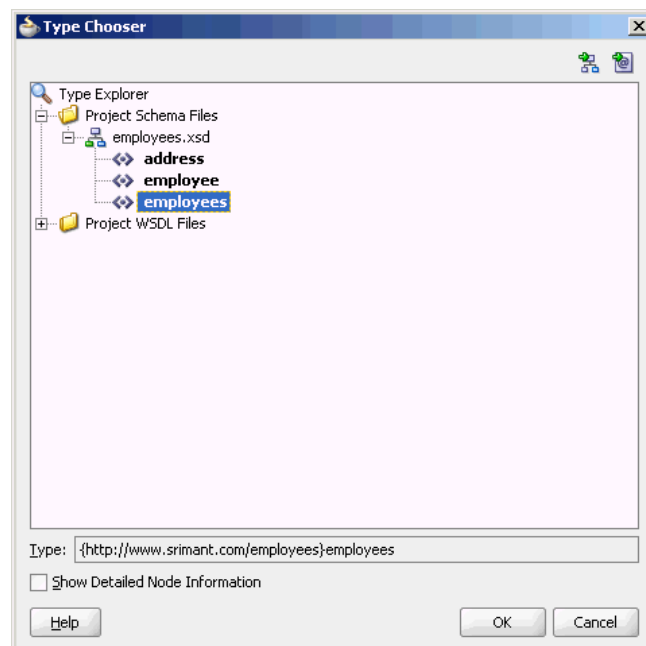 Type Chooser
Type Explorer
Project Schema Files
employees.xsd
address
employee
employees
Project WSDL Files
Type: {http://www.srimant.com/employees}employees
Show Detailed Node Information
Help OK Cancel